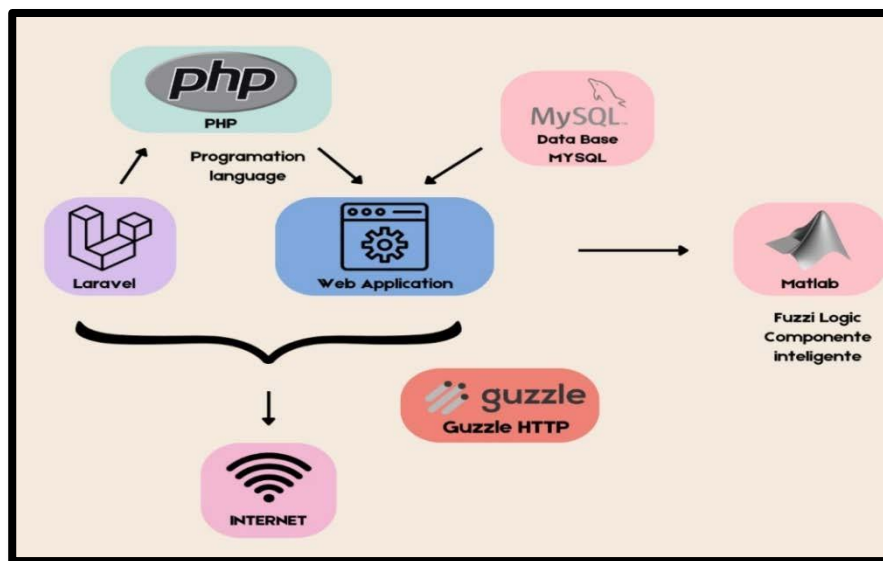 php
PHP
Programation
language
MySQL™
Data Base
MYSQL
Laravel
Web Application
Matlab
Fuzzi Logic
Componente
inteligente
guzzle
Guzzle HTTP
INTERNET